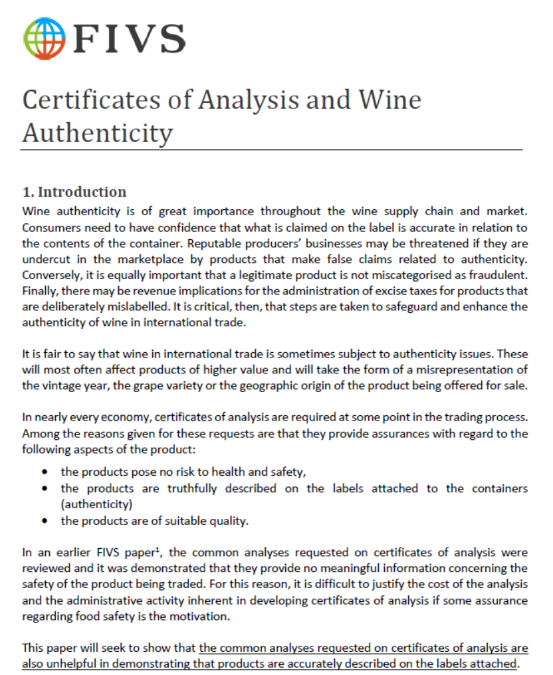 FIVS
Certificates of Analysis and Wine
Authenticity
1. Introduction
Wine authenticity is of great importance throughout the wine supply chain and market.
Consumers need to have confidence that what is claimed on the label is accurate in relation to
the contents of the container. Reputable producers' businesses may be threatened if they are
undercut in the marketplace by products that make false claims related to authenticity.
Conversely, it is equally important that a legitimate product is not miscategorised as fraudulent.
Finally, there may be revenue implications for the administration of excise taxes for products that
are deliberately mislabelled. It is critical, then, that steps are taken to safeguard and enhance the
authenticity of wine in international trade.
It is fair to say that wine in international trade is sometimes subject to authenticity issues. These
will most often affect products of higher value and will take the form of a misrepresentation of
the vintage year, the grape variety or the geographic origin of the product being offered for sale.
In nearly every economy, certificates of analysis are required at some point in the trading process.
Among the reasons given for these requests are that they provide assurances with regard to the
following aspects of the product:
• the products pose no risk to health and safety,
• the products are truthfully described on the labels attached to the containers
(authenticity)
• the products are of suitable quality.
In an earlier FIVS paper¹, the common analyses requested on certificates of analysis were
reviewed and it was demonstrated that they provide no meaningful information concerning the
safety of the product being traded. For this reason, it is difficult to justify the cost of the analysis
and the administrative activity inherent in developing certificates of analysis if some assurance
regarding food safety is the motivation.
This paper will seek to show that the common analyses requested on certificates of analysis are
also unhelpful in demonstrating that products are accurately described on the labels attached.